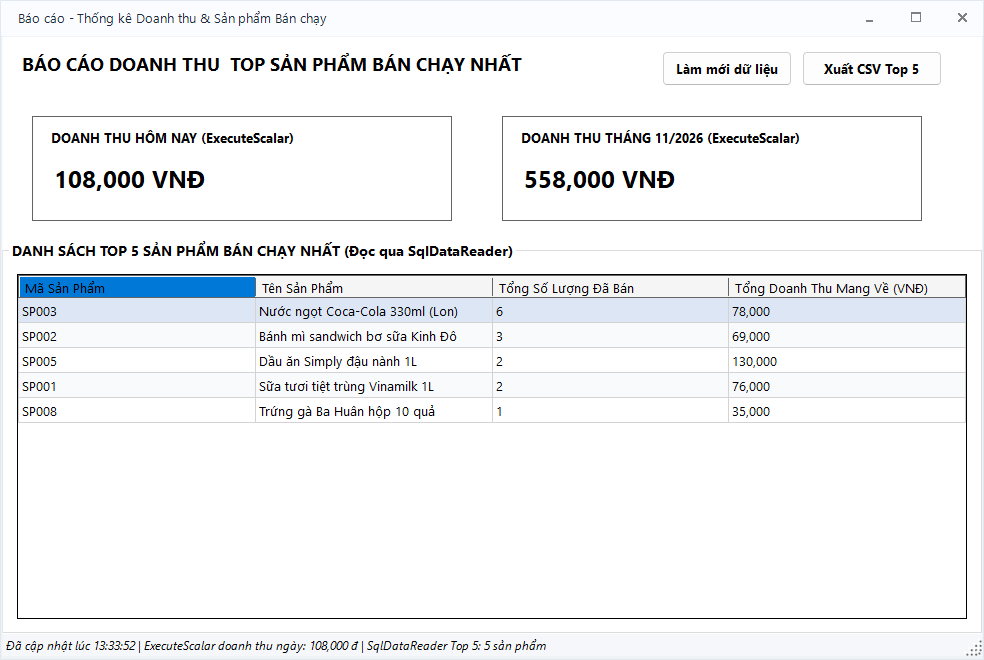 Báo cáo - Thống kê Doanh thu & Sản phẩm Bán chạy
BÁO CÁO DOANH THU  TOP SẢN PHẨM BÁN CHẠY NHẤT
Làm mới dữ liệu
Xuất CSV Top 5
DOANH THU HÔM NAY (ExecuteScalar)
108,000 VNĐ
DOANH THU THÁNG 11/2026 (ExecuteScalar)
558,000 VNĐ
DANH SÁCH TOP 5 SẢN PHẨM BÁN CHẠY NHẤT (Đọc qua SqlDataReader)
Mã Sản Phẩm Tên Sản Phẩm Tổng Số Lượng Đã Bán Tổng Doanh Thu Mang Về (VNĐ)
SP003 Nước ngọt Coca-Cola 330ml (Lon) 6 78,000
SP002 Bánh mì sandwich bơ sữa Kinh Đô 3 69,000
SP005 Dầu ăn Simply đậu nành 1L 2 130,000
SP001 Sữa tươi tiệt trùng Vinamilk 1L 2 76,000
SP008 Trứng gà Ba Huân hộp 10 quả 1 35,000
Đã cập nhật lúc 13:33:52 | ExecuteScalar doanh thu ngày: 108,000 đ | SqlDataReader Top 5: 5 sản phẩm